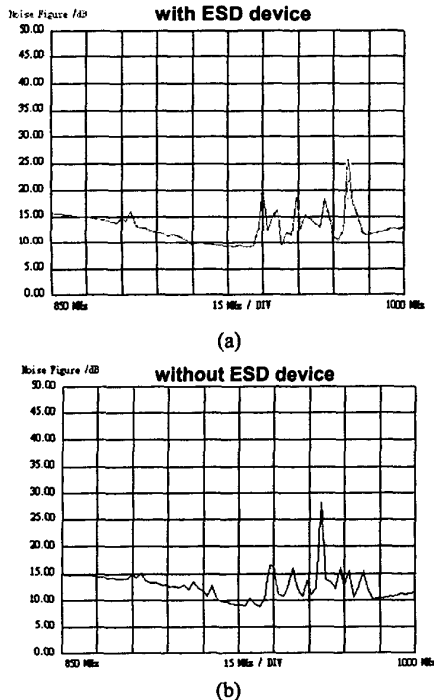 Noise Figure /dB
with ESD device
50.00
45.00
40.00
35.00
30.00
25.00
20.00
15.00
10.00
5.00
0.00
850 MHz
15 MHz / DIV
1000 MHz
(a)
Noise Figure /dB
without ESD device
50.00
45.00
40.00
35.00
30.00
25.00
20.00
15.00
10.00
5.00
0.00
850 MHz
15 MHz / DIV
1000 MHz
(b)